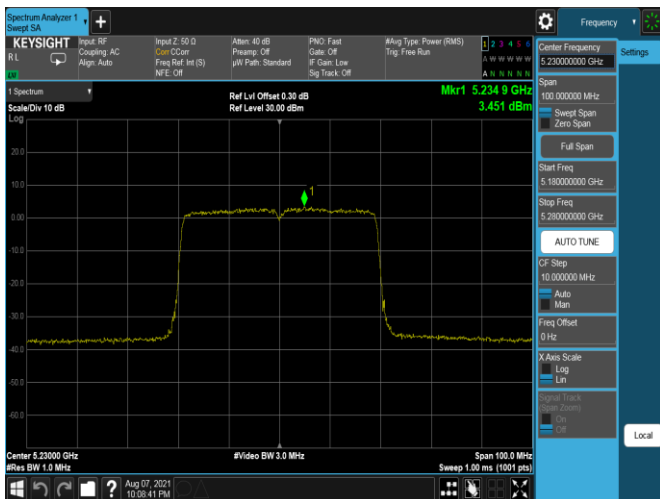 Spectrum Analyzer 1
Swept SA
Frequency
KEYSIGHT
Input: RF
Input Z: 50 Ω
Atten: 40 dB
PNO: Fast
#Avg Type: Power (RMS)
1 2 3 4 5 6
R L
Coupling: AC
Corr CCorr
Preamp: Off
Gate: Off
Trig: Free Run
A W W W W W
Align: Auto
Freq Ref: Int (S)
µW Path: Standard
IF Gain: Low
NFE: Off
Sig Track: Off
A N N N N N
LXI
1 Spectrum
Ref Lvl Offset 0.30 dB
Mkr1 5.234 9 GHz
Scale/Div 10 dB
Ref Level 30.00 dBm
3.451 dBm
Log
20.0
10.0
0.00
-10.0
-20.0
-30.0
-40.0
-50.0
-60.0
1
Center 5.23000 GHz
#Video BW 3.0 MHz
Span 100.0 MHz
#Res BW 1.0 MHz
Sweep 1.00 ms (1001 pts)
Aug 07, 2021
10:08:41 PM
Center Frequency
5.230000000 GHz
Settings
Span
100.000000 MHz
Swept Span
Zero Span
Full Span
Start Freq
5.180000000 GHz
Stop Freq
5.280000000 GHz
AUTO TUNE
CF Step
10.000000 MHz
Auto
Man
Freq Offset
0 Hz
X Axis Scale
Log
Lin
Signal Track
(Span Zoom)
On
Off
Local